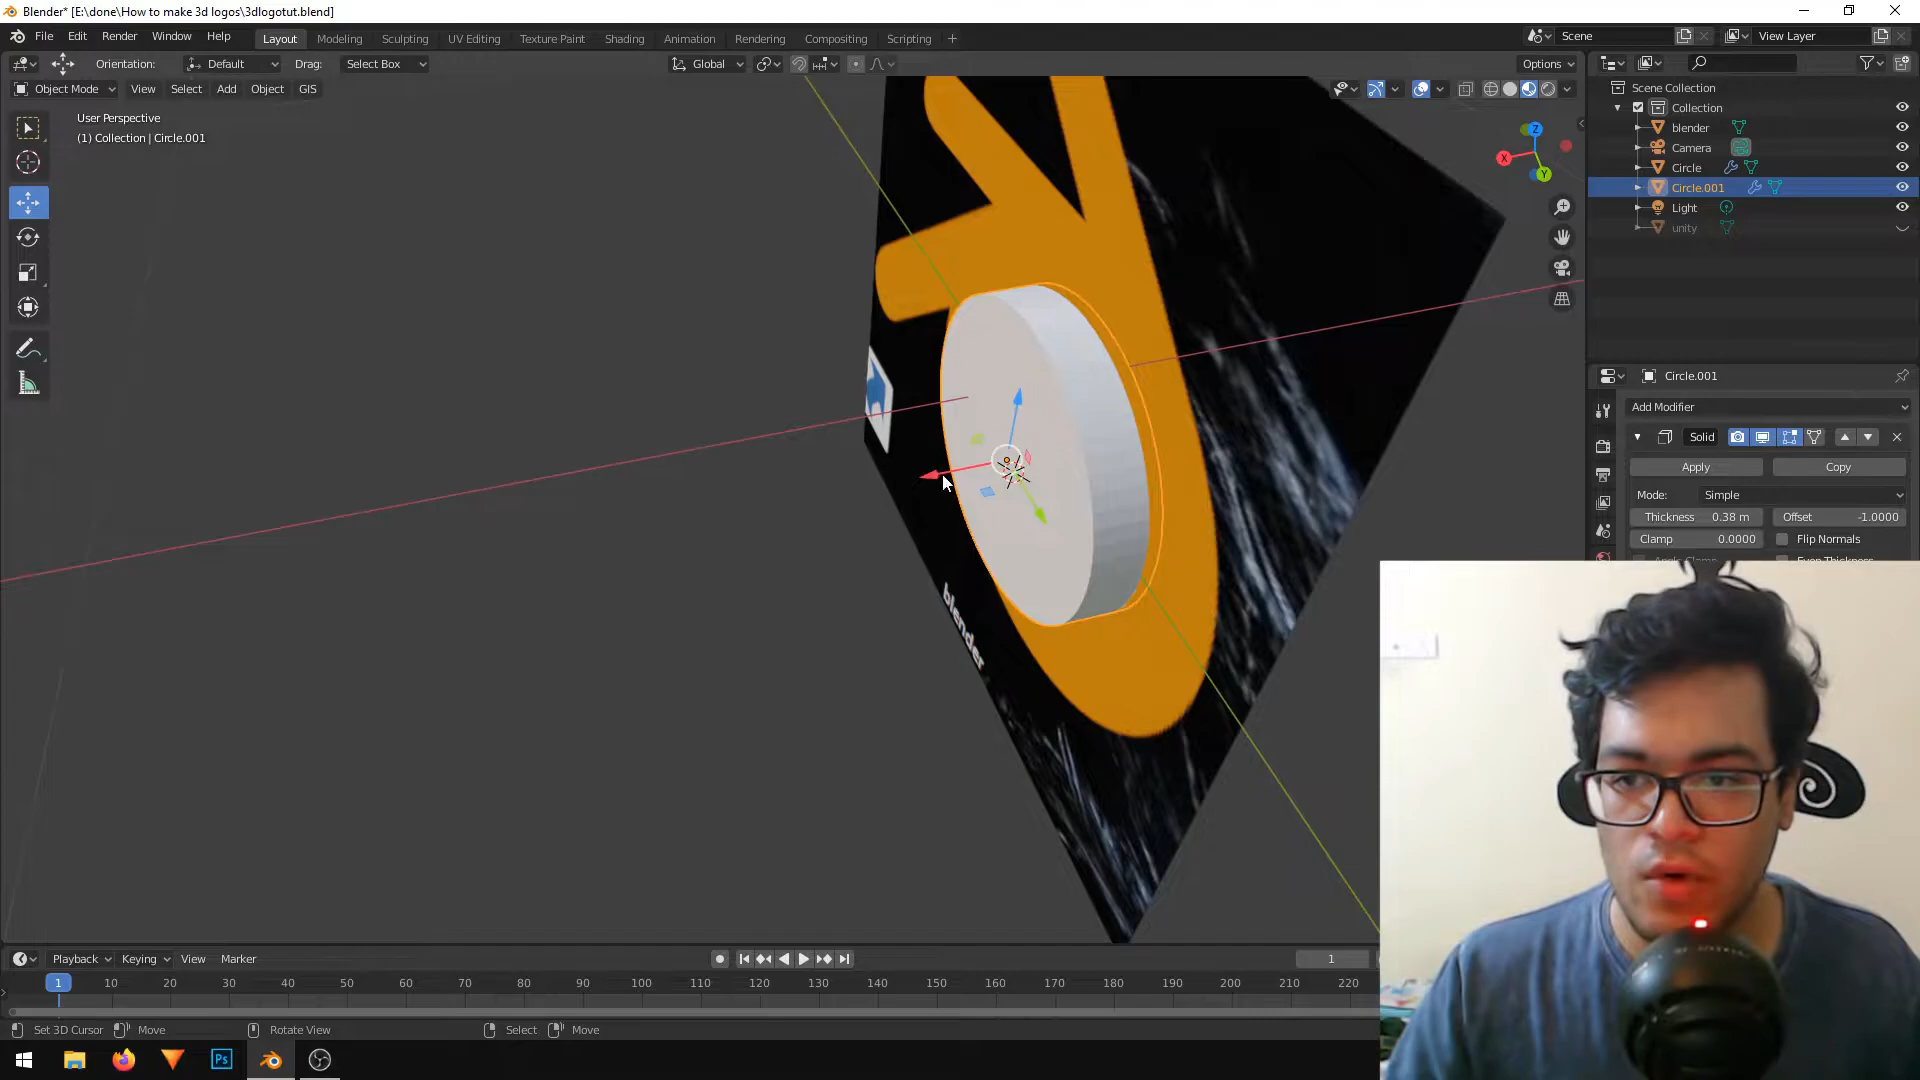 Blender* [E:\done\How to make 3d logos\3dlogotut.blend]
File Edit Render Window Help Layout Modeling Sculpting UV Editing Texture Paint Shading Animation Rendering Compositing Scripting + Scene View Layer
Orientation: Default Drag: Select Box Global Options
Object Mode View Select Add Object GIS
User Perspective
(1) Collection | Circle.001
Scene Collection
Collection
blender
Camera
Circle
Circle.001
Light
unity
Z
X
Y
blender
Circle.001
Add Modifier
Solid
Apply Copy
Mode: Simple
Thickness 0.38 m Offset -1.0000
Clamp 0.0000 Flip Normals
Playback Keying View Marker 1
1 10 20 30 40 50 60 70 80 90 100 110 120 130 140 150 160 170 180 190 200 210 220
Set 3D Cursor Move Rotate View Select Move
Ps